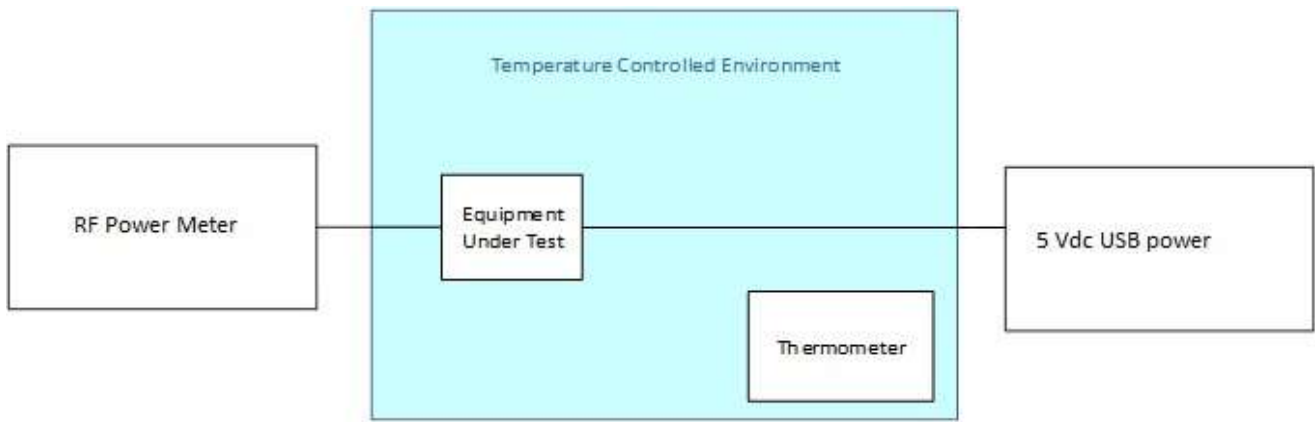 Temperature Controlled Environment
RF Power Meter
Equipment
Under Test
5 Vdc USB power
Thermometer